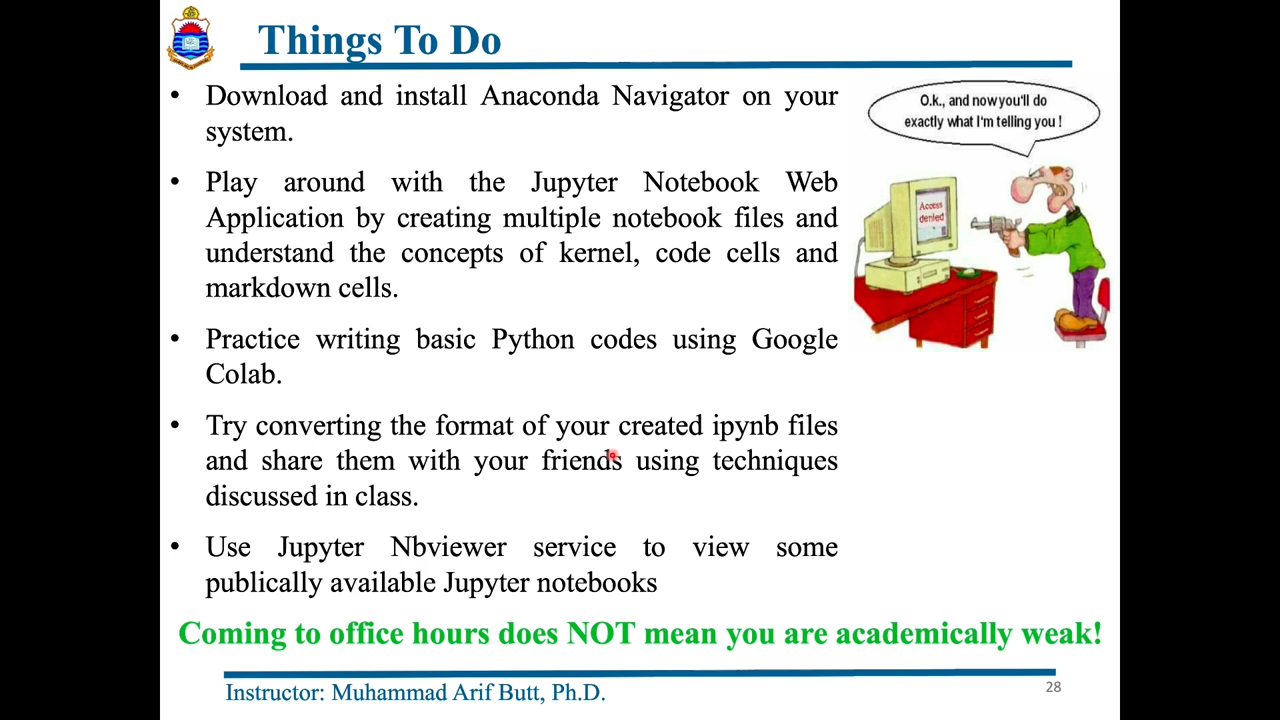 Things To Do
• Download and install Anaconda Navigator on your
system.
• Play around with the Jupyter Notebook Web
Application by creating multiple notebook files and
understand the concepts of kernel, code cells and
markdown cells.
• Practice writing basic Python codes using Google
Colab.
• Try converting the format of your created ipynb files
and share them with your friends using techniques
discussed in class.
• Use Jupyter Nbviewer service to view some
publically available Jupyter notebooks
O.k., and now you'll do
exactly what I'm telling you !
Access
denied
Coming to office hours does NOT mean you are academically weak!
Instructor: Muhammad Arif Butt, Ph.D.
28